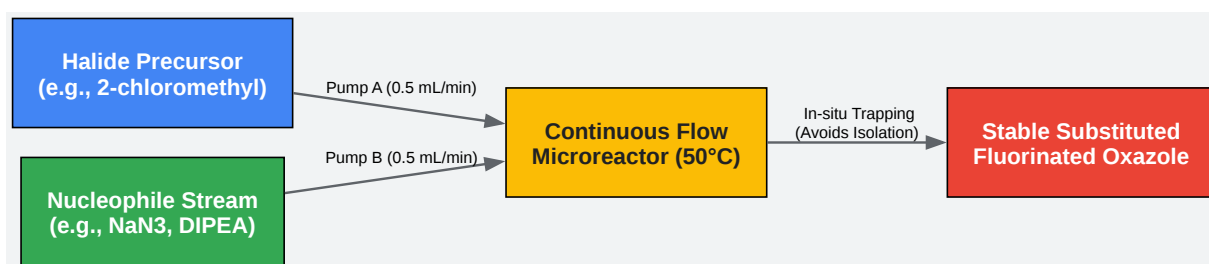 Halide Precursor
(e.g., 2-chloromethyl)
Pump A (0.5 mL/min)
Nucleophile Stream
(e.g., NaN3, DIPEA)
Pump B (0.5 mL/min)
Continuous Flow
Microreactor (50°C)
In-situ Trapping
(Avoids Isolation)
Stable Substituted
Fluorinated Oxazole